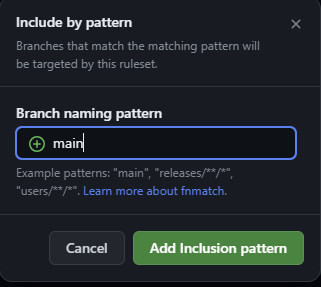 Include by pattern
Branches that match the matching pattern will
be targeted by this ruleset.
Branch naming pattern
main
Example patterns: "main", "releases/**/*",
"users/**/*". Learn more about fnmatch.
Cancel
Add Inclusion pattern